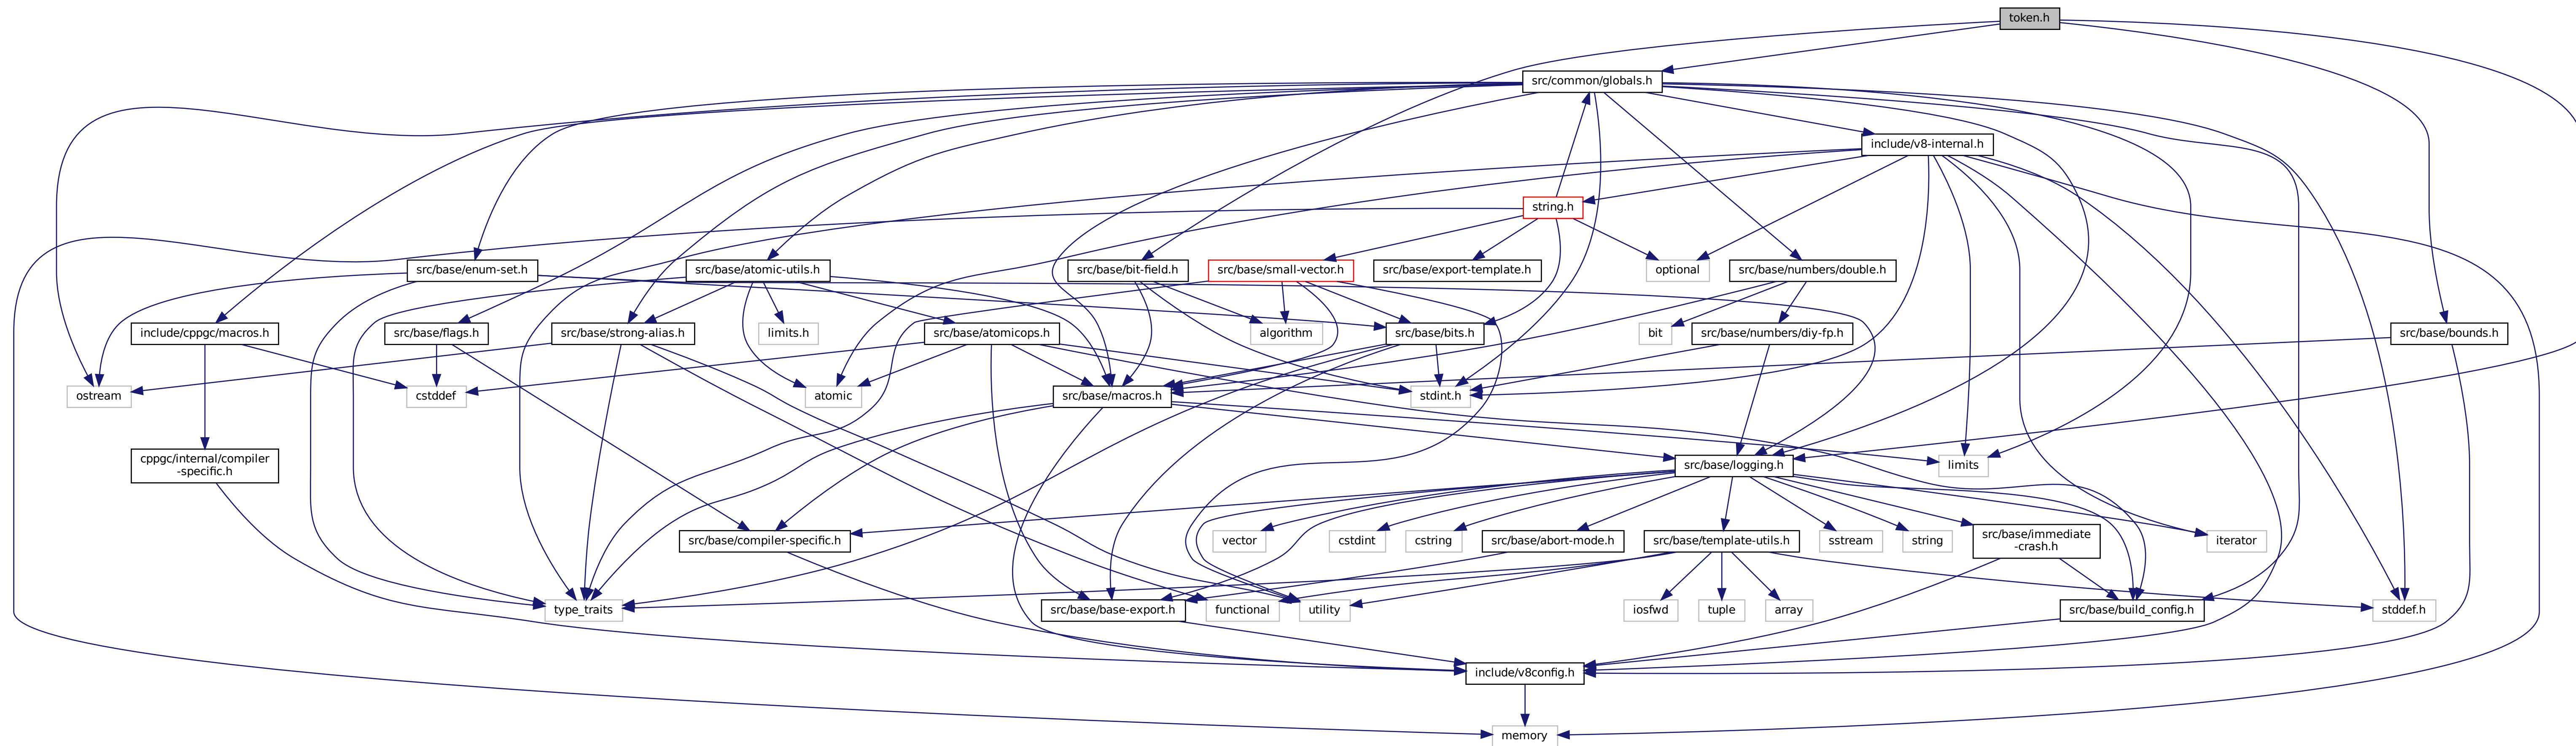 token.h
src/common/globals.h
include/v8-internal.h
string.h
src/base/enum-set.h
src/base/atomic-utils.h
src/base/bit-field.h
src/base/small-vector.h
src/base/export-template.h
optional
src/base/numbers/double.h
include/cppgc/macros.h
src/base/flags.h
src/base/strong-alias.h
limits.h
src/base/atomicops.h
algorithm
src/base/bits.h
bit
src/base/numbers/diy-fp.h
src/base/bounds.h
ostream
cstddef
atomic
src/base/macros.h
stdint.h
cppgc/internal/compiler
-specific.h
src/base/logging.h
limits
src/base/compiler-specific.h
vector
cstdint
cstring
src/base/abort-mode.h
src/base/template-utils.h
sstream
string
src/base/immediate
-crash.h
iterator
type_traits
src/base/base-export.h
functional
utility
iosfwd
tuple
array
src/base/build_config.h
stddef.h
include/v8config.h
memory